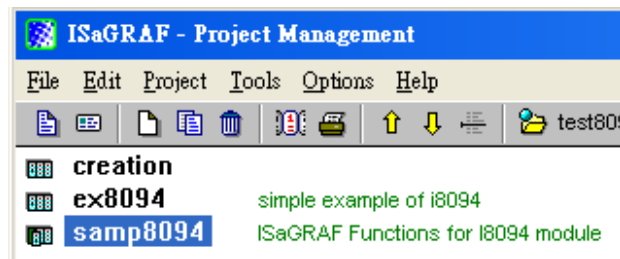 ISaGRAF - Project Management
File Edit Project Tools Options Help
test809
creation
ex8094 simple example of i8094
samp8094 ISaGRAF Functions for I8094 module